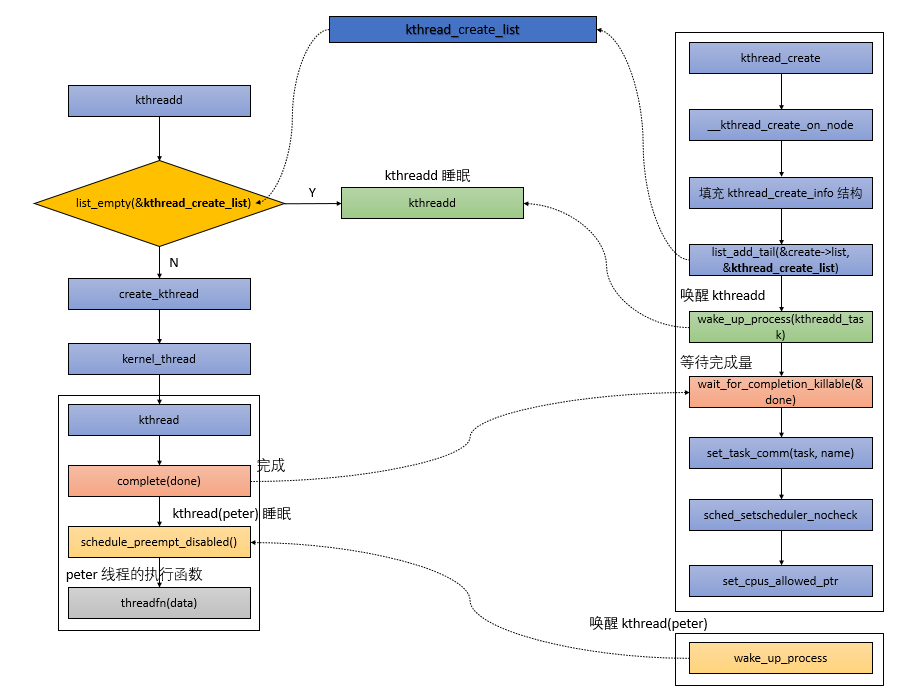 kthread_create_list
kthreadd
list_empty(&kthread_create_list)
Y
N
kthreadd 睡眠
kthreadd
create_kthread
kernel_thread
kthread
complete(done)
完成
kthread(peter) 睡眠
schedule_preempt_disabled()
peter 线程的执行函数
threadfn(data)
kthread_create
__kthread_create_on_node
填充 kthread_create_info 结构
list_add_tail(&create->list,
&kthread_create_list)
唤醒 kthreadd
wake_up_process(kthreadd_tas
k)
等待完成量
wait_for_completion_killable(&
done)
set_task_comm(task, name)
sched_setscheduler_nocheck
set_cpus_allowed_ptr
唤醒 kthread(peter)
wake_up_process